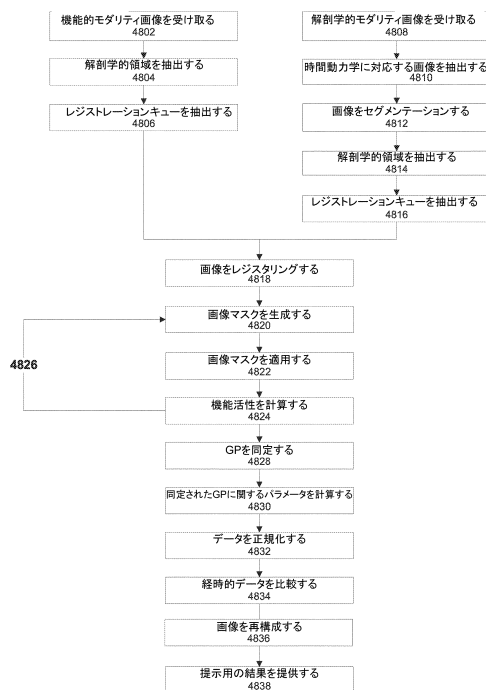 機能的モダリティ画像を受け取る
4802
解剖学的領域を抽出する
4804
レジストレーションキューを抽出する
4806
解剖学的モダリティ画像を受け取る
4808
時間動力学に対応する画像を抽出する
4810
画像をセグメンテーションする
4812
解剖学的領域を抽出する
4814
レジストレーションキューを抽出する
4816
画像をレジスタリングする
4818
画像マスクを生成する
4820
画像マスクを適用する
4822
機能活性を計算する
4824
4826
GPを同定する
4828
同定されたGPに関するパラメータを計算する
4830
データを正規化する
4832
経時的データを比較する
4834
画像を再構成する
4836
提示用の結果を提供する
4838